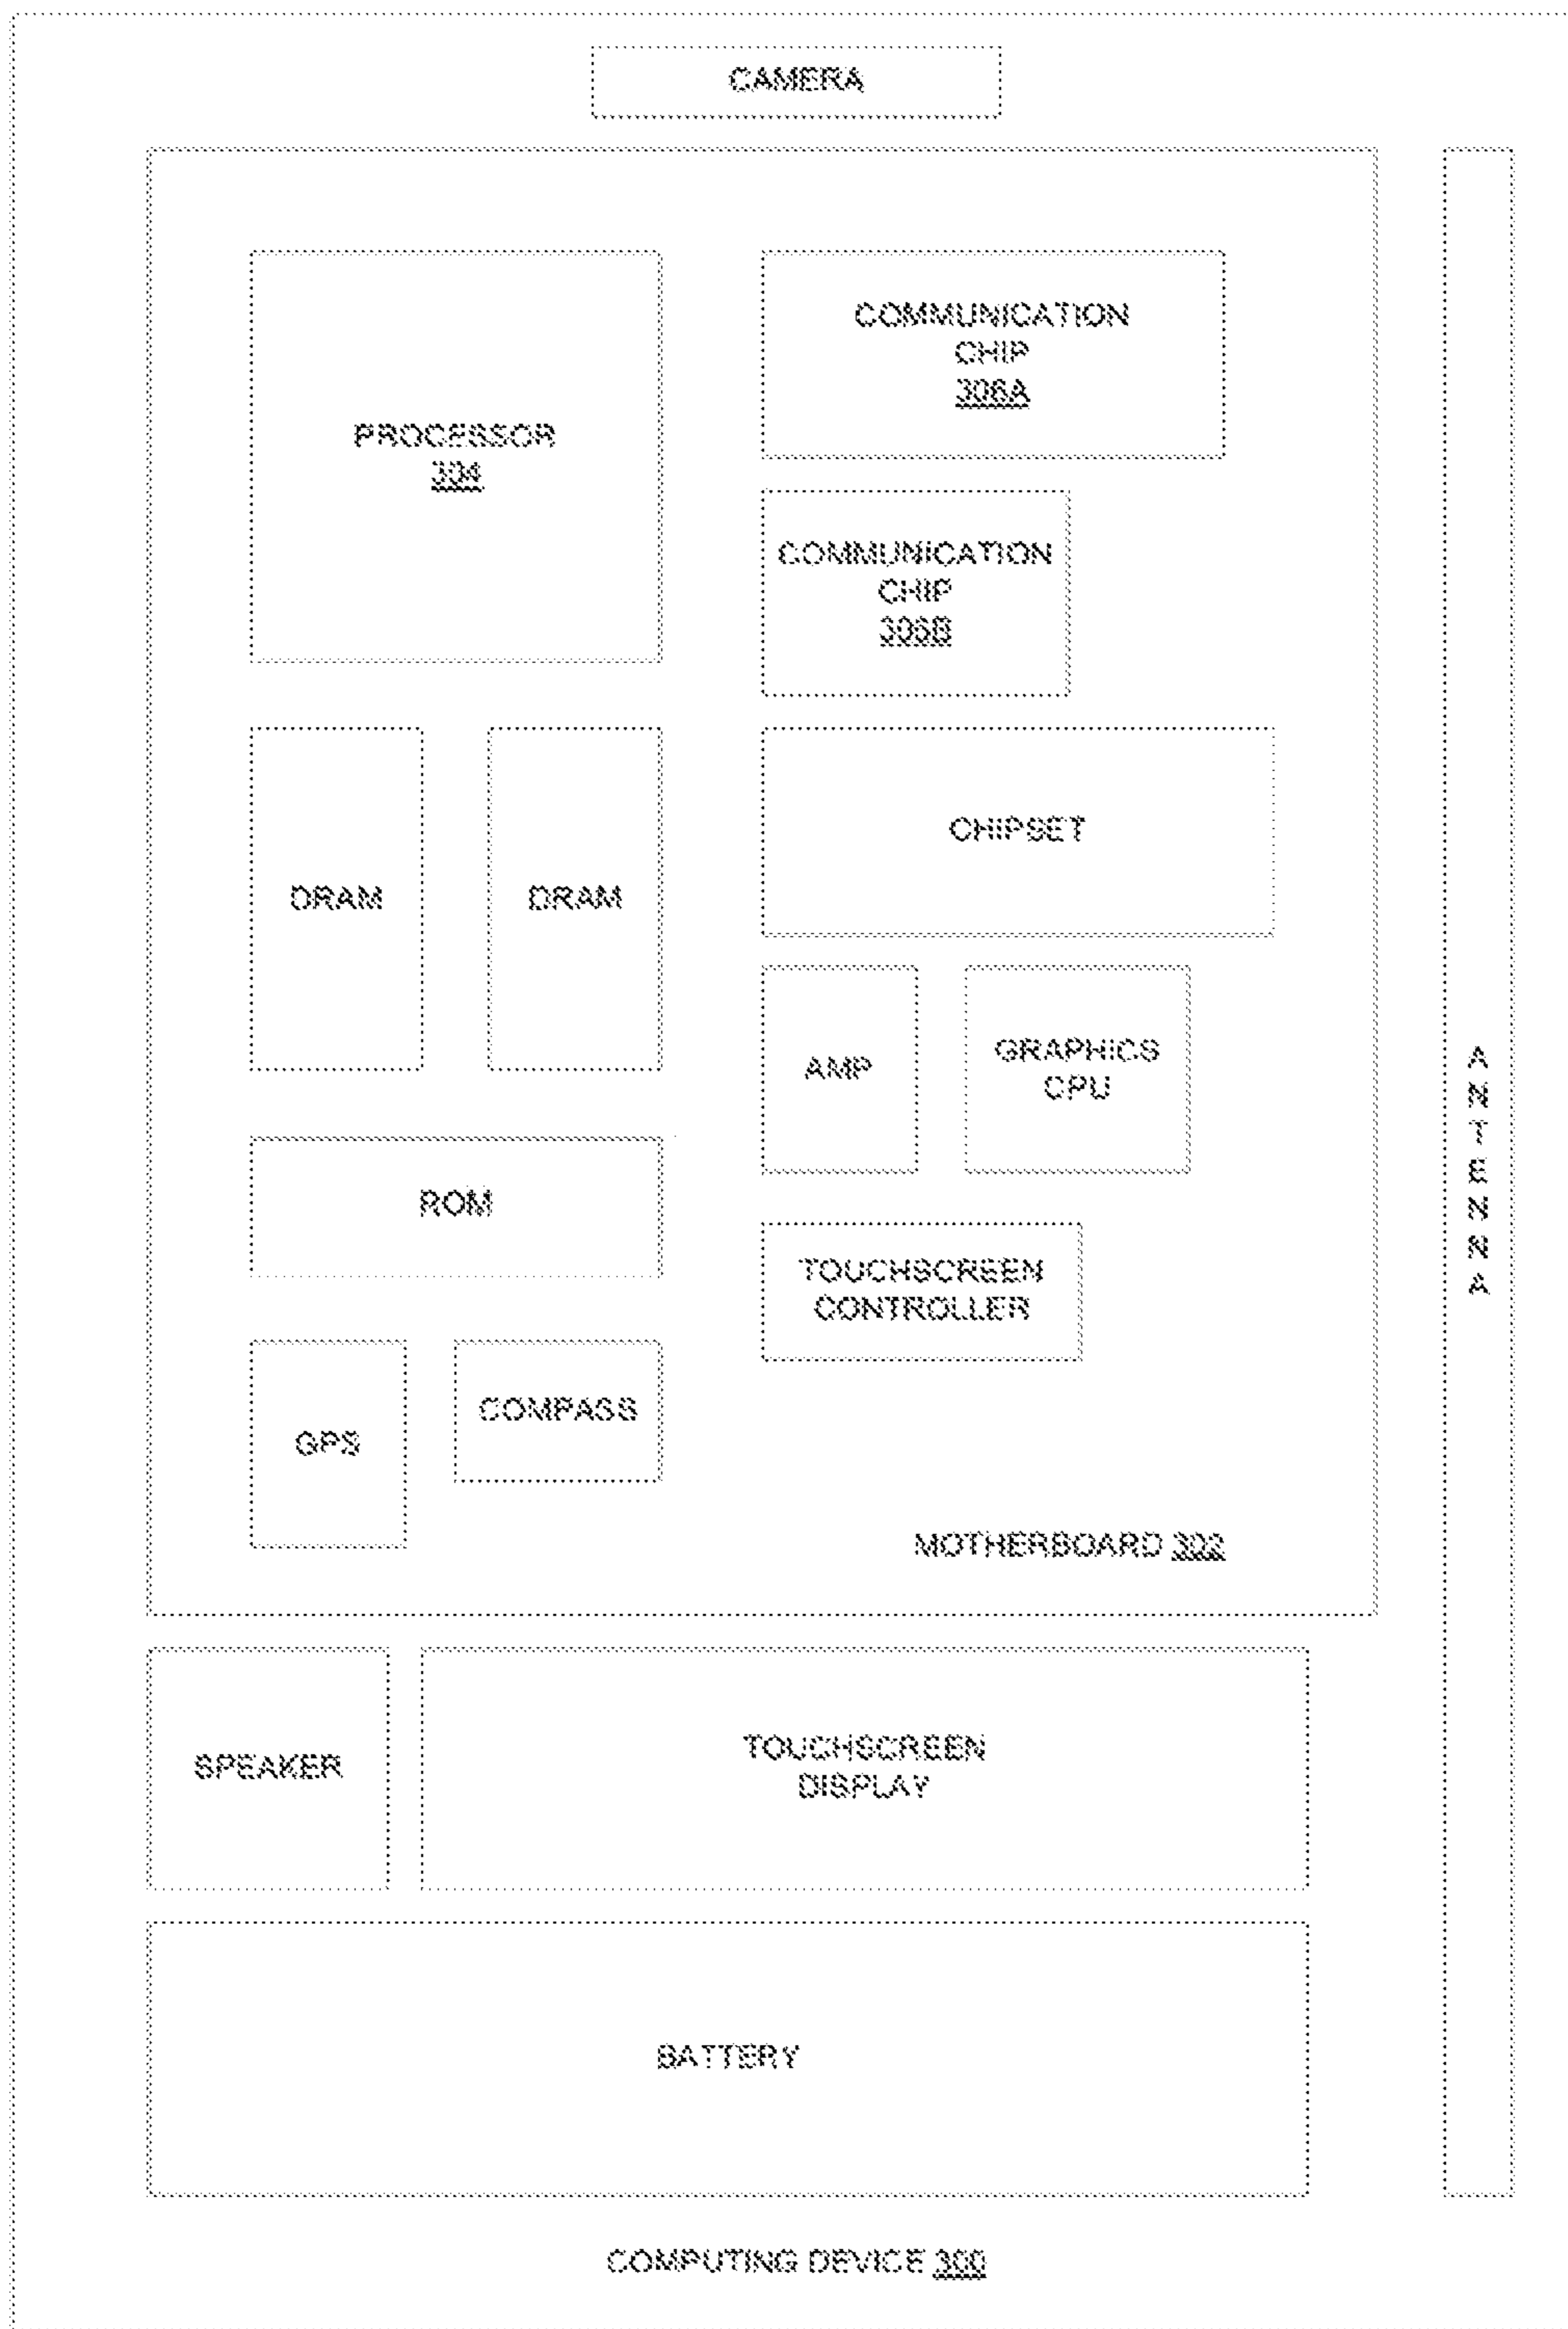 CAMERA
PROCESSOR
304
COMMUNICATION
CHIP
306A
COMMUNICATION
CHIP
306B
DRAM
DRAM
CHIPSET
AMP
GRAPHICS
CPU
ROM
TOUCHSCREEN
CONTROLLER
GPS
COMPASS
MOTHERBOARD 302
ANTENNA
SPEAKER
TOUCHSCREEN
DISPLAY
BATTERY
COMPUTING DEVICE 300